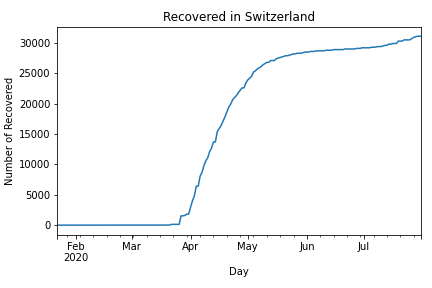 Recovered in Switzerland
Number of Recovered
30000
25000
20000
15000
10000
5000
0
Feb Mar Apr May Jun Jul
2020
Day